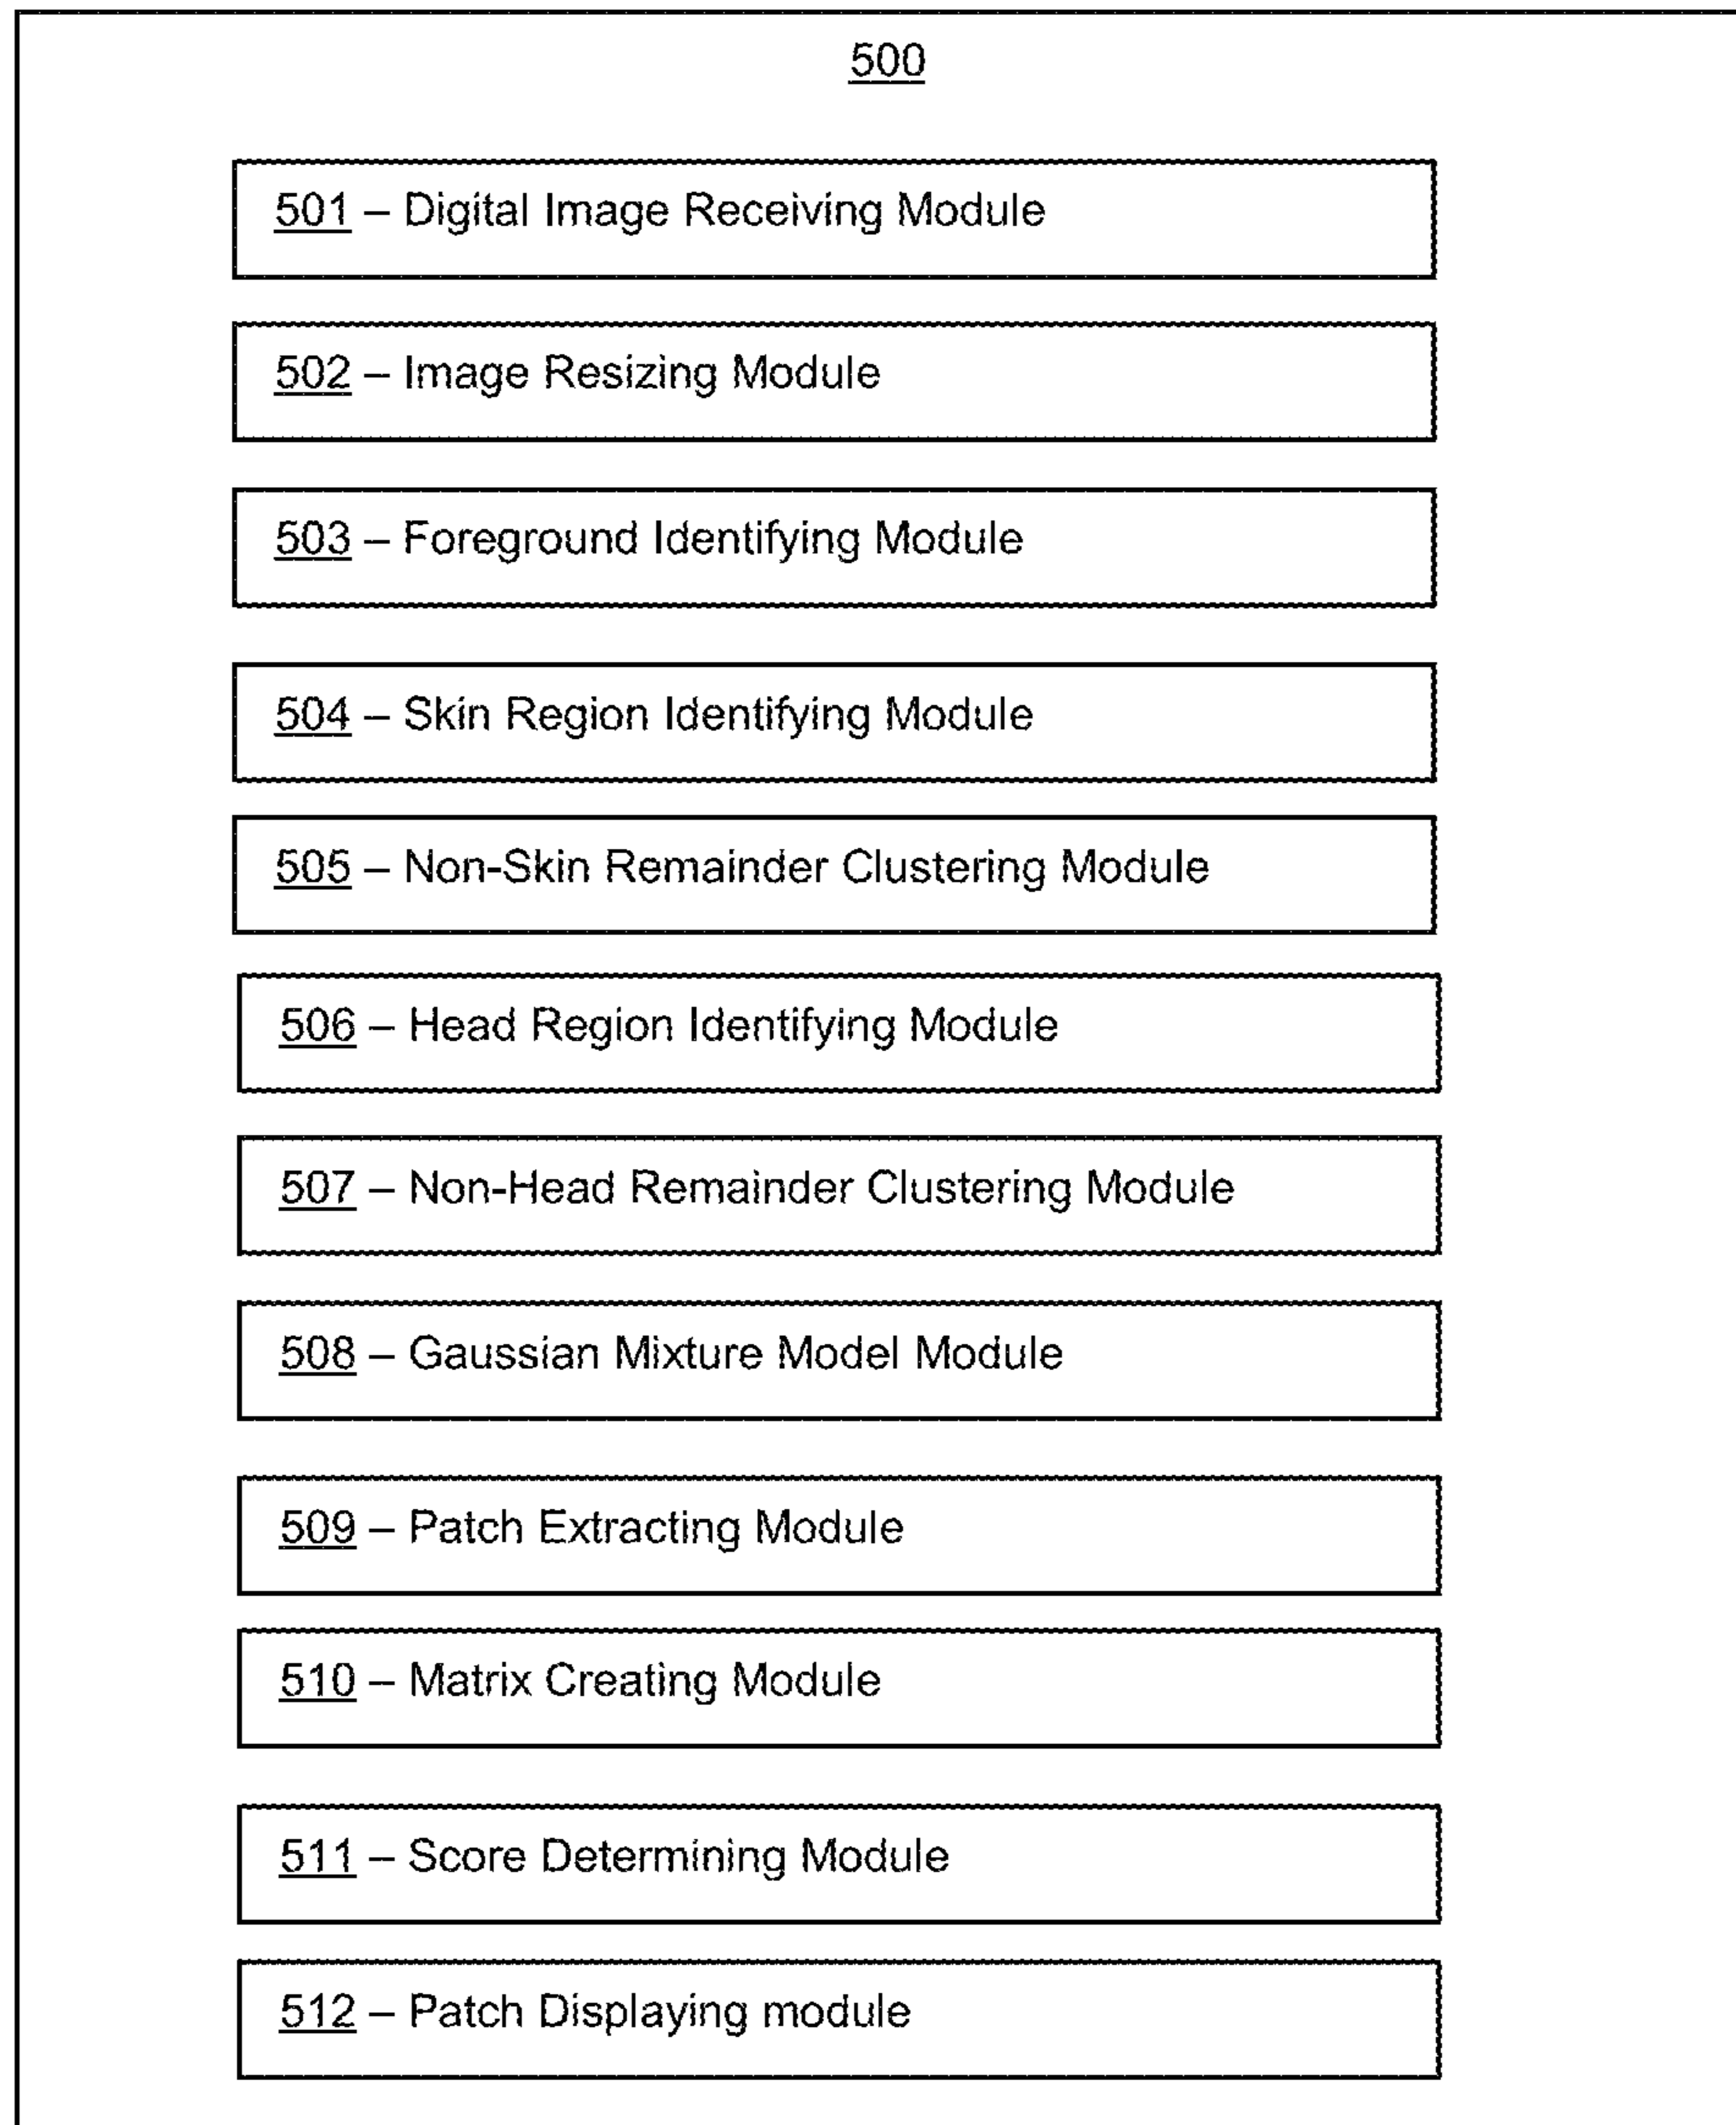 500
501 – Digital Image Receiving Module
502 – Image Resizing Module
503 – Foreground Identifying Module
504 – Skin Region Identifying Module
505 – Non-Skin Remainder Clustering Module
506 – Head Region Identifying Module
507 – Non-Head Remainder Clustering Module
508 – Gaussian Mixture Model Module
509 – Patch Extracting Module
510 – Matrix Creating Module
511 – Score Determining Module
512 – Patch Displaying module